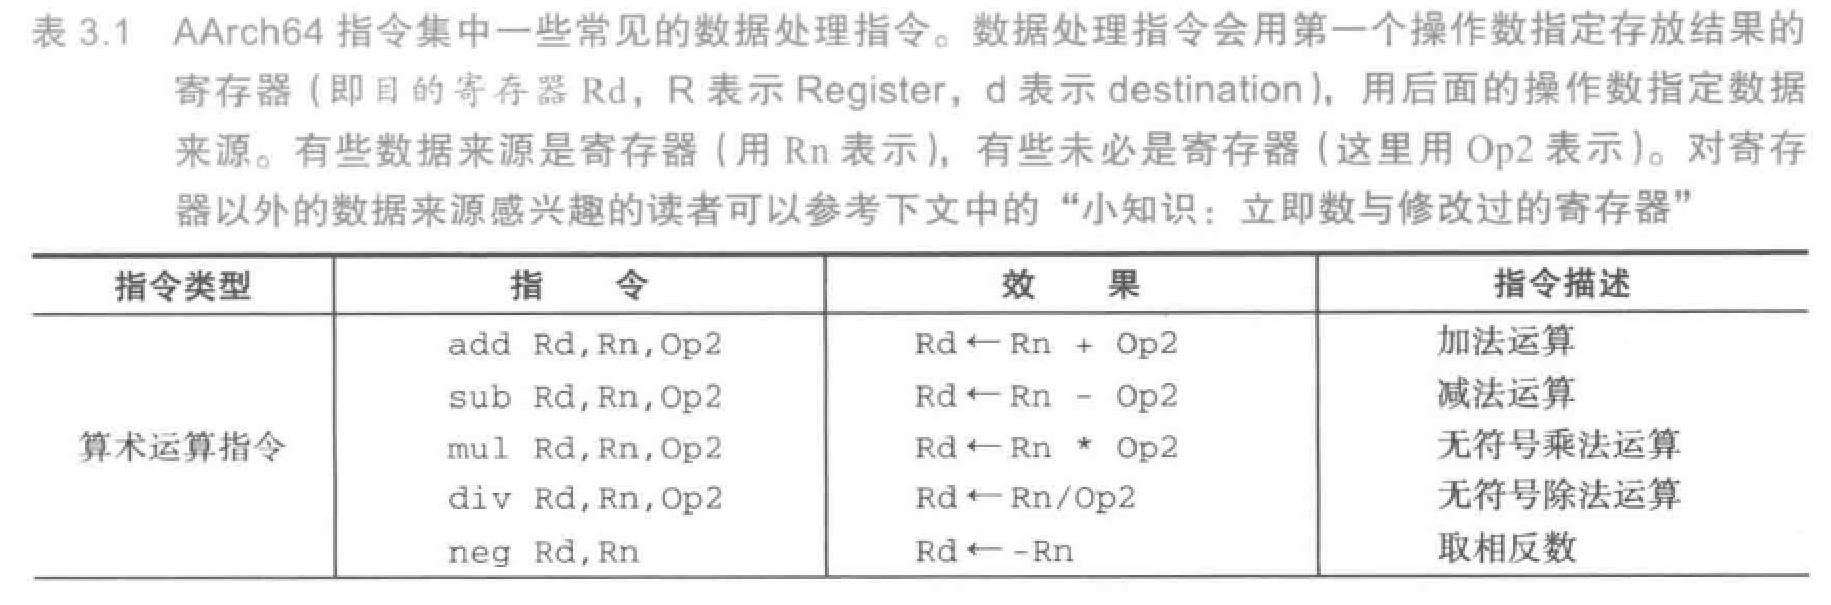 表 3.1 AArch64 指令集中一些常见的数据处理指令。数据处理指令会用第一个操作数指定存放结果的
寄存器（即目的寄存器 Rd，R 表示 Register，d 表示 destination），用后面的操作数指定数据
来源。有些数据来源是寄存器（用 Rn 表示），有些未必是寄存器（这里用 Op2 表示）。对寄存
器以外的数据来源感兴趣的读者可以参考下文中的“小知识：立即数与修改过的寄存器”
指令类型 指 令 效 果 指令描述
算术运算指令
add Rd,Rn,Op2 Rd←Rn + Op2 加法运算
sub Rd,Rn,Op2 Rd←Rn - Op2 减法运算
mul Rd,Rn,Op2 Rd←Rn * Op2 无符号乘法运算
div Rd,Rn,Op2 Rd←Rn/Op2 无符号除法运算
neg Rd,Rn Rd←-Rn 取相反数